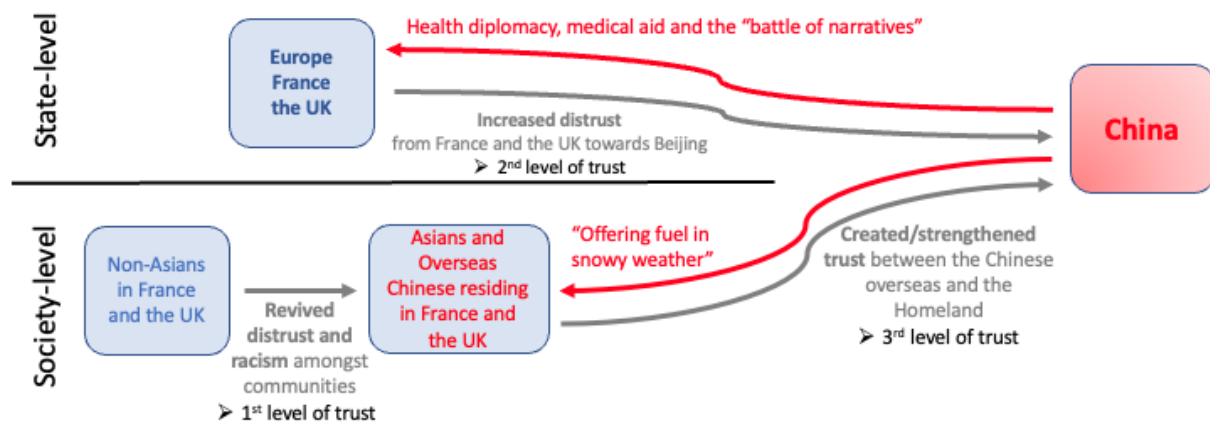 State-level
Health diplomacy, medical aid and the “battle of narratives”
Europe
France
the UK
Increased distrust
from France and the UK towards Beijing
➤ 2nd level of trust
China
Society-level
Non-Asians
in France
and the UK
Revived
distrust and
racism amongst
communities
➤ 1st level of trust
Asians and
Overseas
Chinese residing
in France and
the UK
“Offering fuel in
snowy weather”
Created/strengthened
trust between the Chinese
overseas and the
Homeland
➤ 3rd level of trust